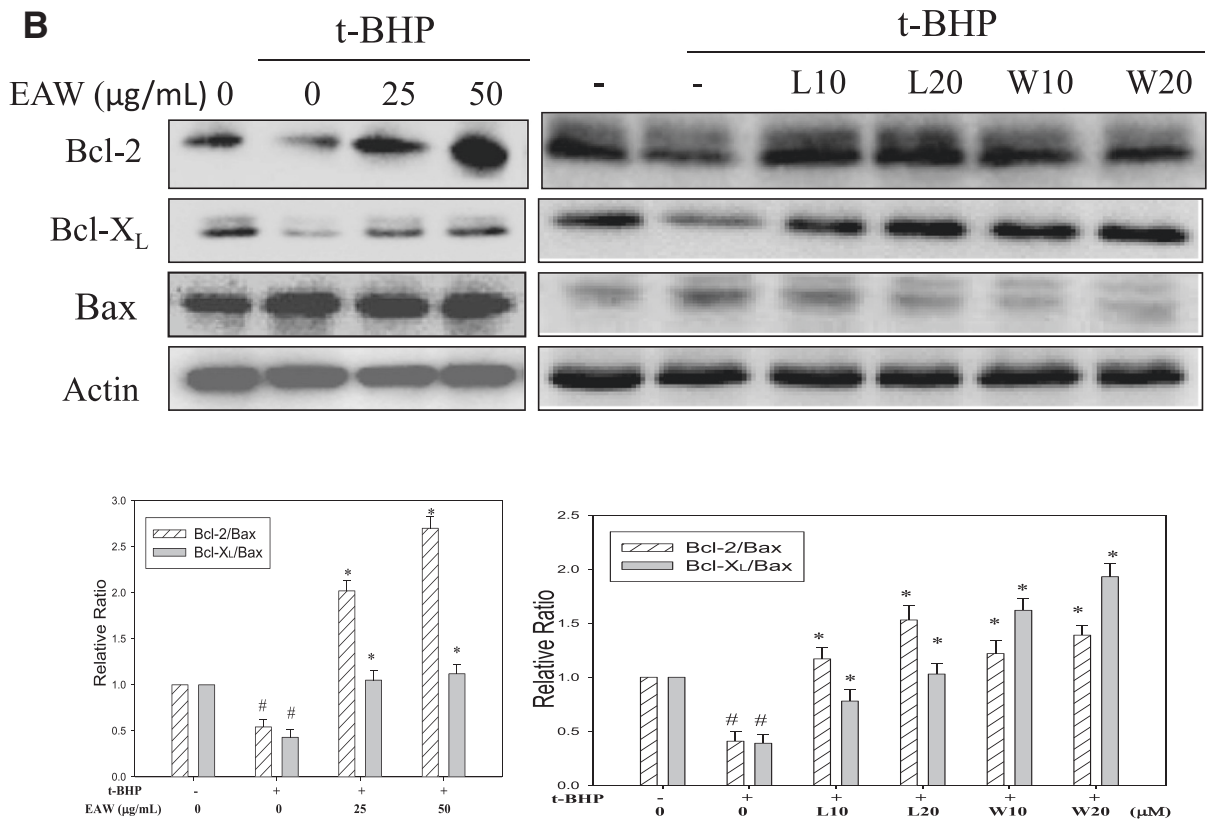 B
t-BHP
EAW (μg/mL) 0 0 25 50
Bcl-2
Bcl-XL
Bax
Actin
t-BHP
- - L10 L20 W10 W20
3.0
2.5
2.0
1.5
1.0
0.5
0.0
Relative Ratio
Bcl-2/Bax
Bcl-XL/Bax
# # * * * *
t-BHP - + + +
EAW (μg/mL) 0 0 25 50
2.5
2.0
1.5
1.0
0.5
0.0
Relative Ratio
Bcl-2/Bax
Bcl-XL/Bax
# # * * * * * * * *
t-BHP - + + + + +
0 0 L10 L20 W10 W20 (μM)